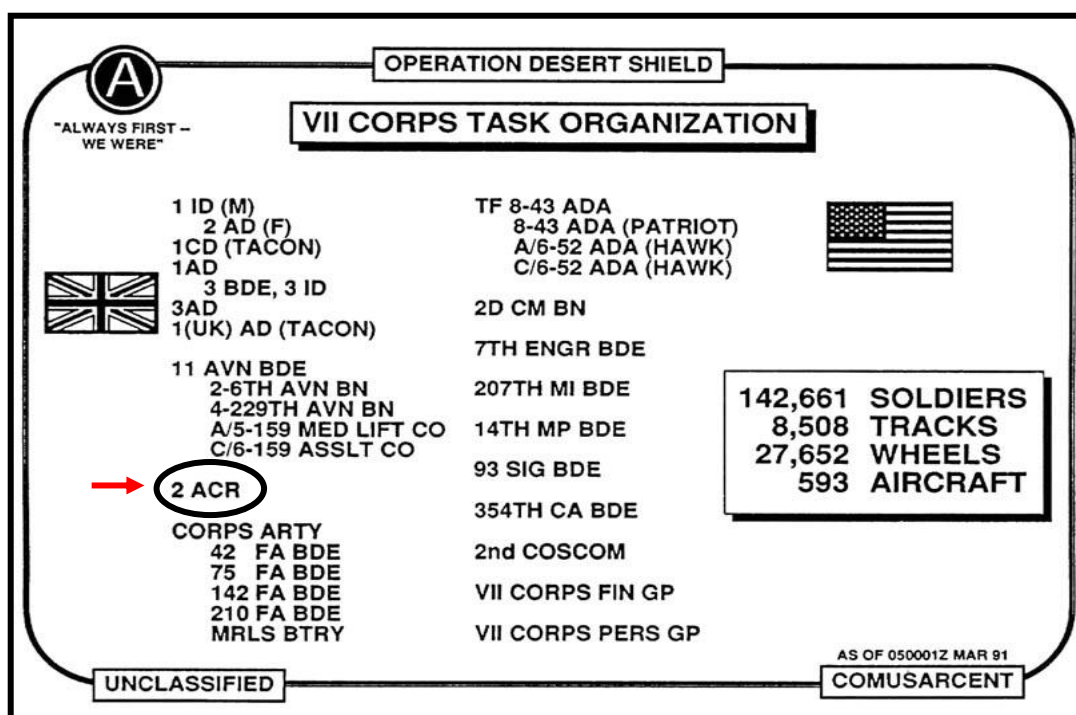 OPERATION DESERT SHIELD
A
"ALWAYS FIRST –
WE WERE"
VII CORPS TASK ORGANIZATION
1 ID (M)
2 AD (F)
1CD (TACON)
1AD
3 BDE, 3 ID
3AD
1(UK) AD (TACON)
11 AVN BDE
2-6TH AVN BN
4-229TH AVN BN
A/5-159 MED LIFT CO
C/6-159 ASSLT CO
2 ACR
CORPS ARTY
42 FA BDE
75 FA BDE
142 FA BDE
210 FA BDE
MRLS BTRY
TF 8-43 ADA
8-43 ADA (PATRIOT)
A/6-52 ADA (HAWK)
C/6-52 ADA (HAWK)
2D CM BN
7TH ENGR BDE
207TH MI BDE
14TH MP BDE
93 SIG BDE
354TH CA BDE
2nd COSCOM
VII CORPS FIN GP
VII CORPS PERS GP
142,661 SOLDIERS
8,508 TRACKS
27,652 WHEELS
593 AIRCRAFT
AS OF 050001Z MAR 91
UNCLASSIFIED
COMUSARCENT